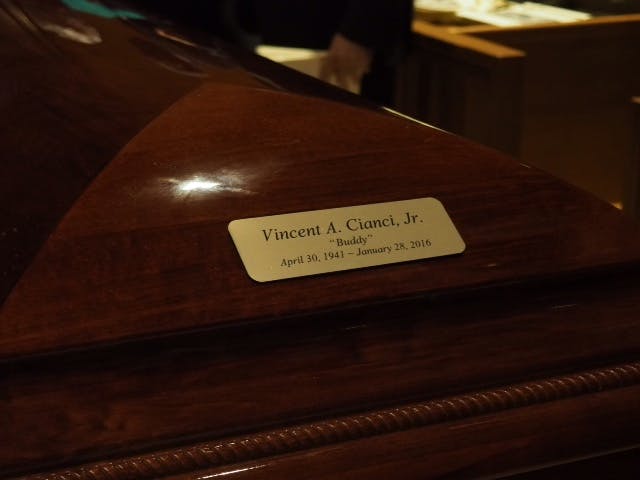 Vincent A. Cianci, Jr.
“Buddy”
April 30, 1941 ~ January 28, 2016